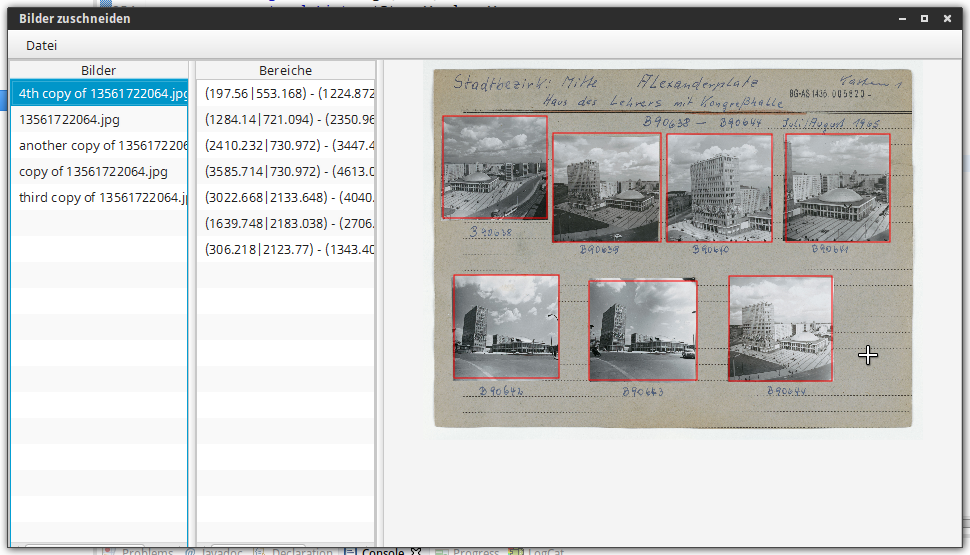 Bilder zuschneiden
Datei
Bilder
4th copy of 13561722064.jpg
13561722064.jpg
another copy of 1356172206
copy of 13561722064.jpg
third copy of 13561722064.j
Bereiche
(197.56|553.168) - (1224.872
(1284.14|721.094) - (2350.96
(2410.232|730.972) - (3447.4
(3585.714|730.972) - (4613.0
(3022.668|2133.648) - (4040.
(1639.748|2183.038) - (2706.
(306.218|2123.77) - (1343.40
Stadtbezirk: Mitte Alexanderplatz
BG-AS 1436 005820-
Haus des Lehrers mit Kongreßhalle
B90638 — B90644 Juli/August 1965
B90638
B90639
B90640
B90641
B90642
B90643
B90644
Problems @ Javadoc Declaration Console Progress LogCat